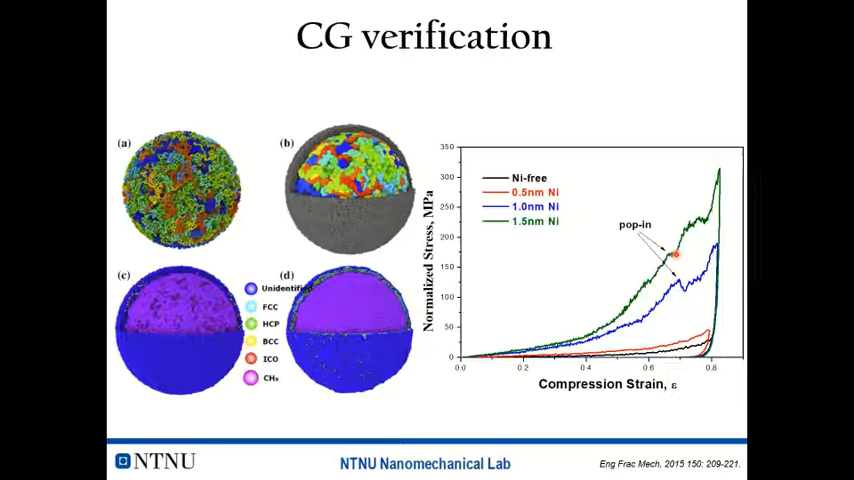 CG verification
(a)
(b)
(c)
(d)
Unidentified
FCC
HCP
BCC
ICO
CHx
Normalized Stress, MPa
350
300
250
200
150
100
50
0
Ni-free
0.5nm Ni
1.0nm Ni
1.5nm Ni
pop-in
0.0
0.2
0.4
0.6
0.8
Compression Strain, ε
NTNU
NTNU Nanomechanical Lab
Eng Frac Mech, 2015 150: 209-221.